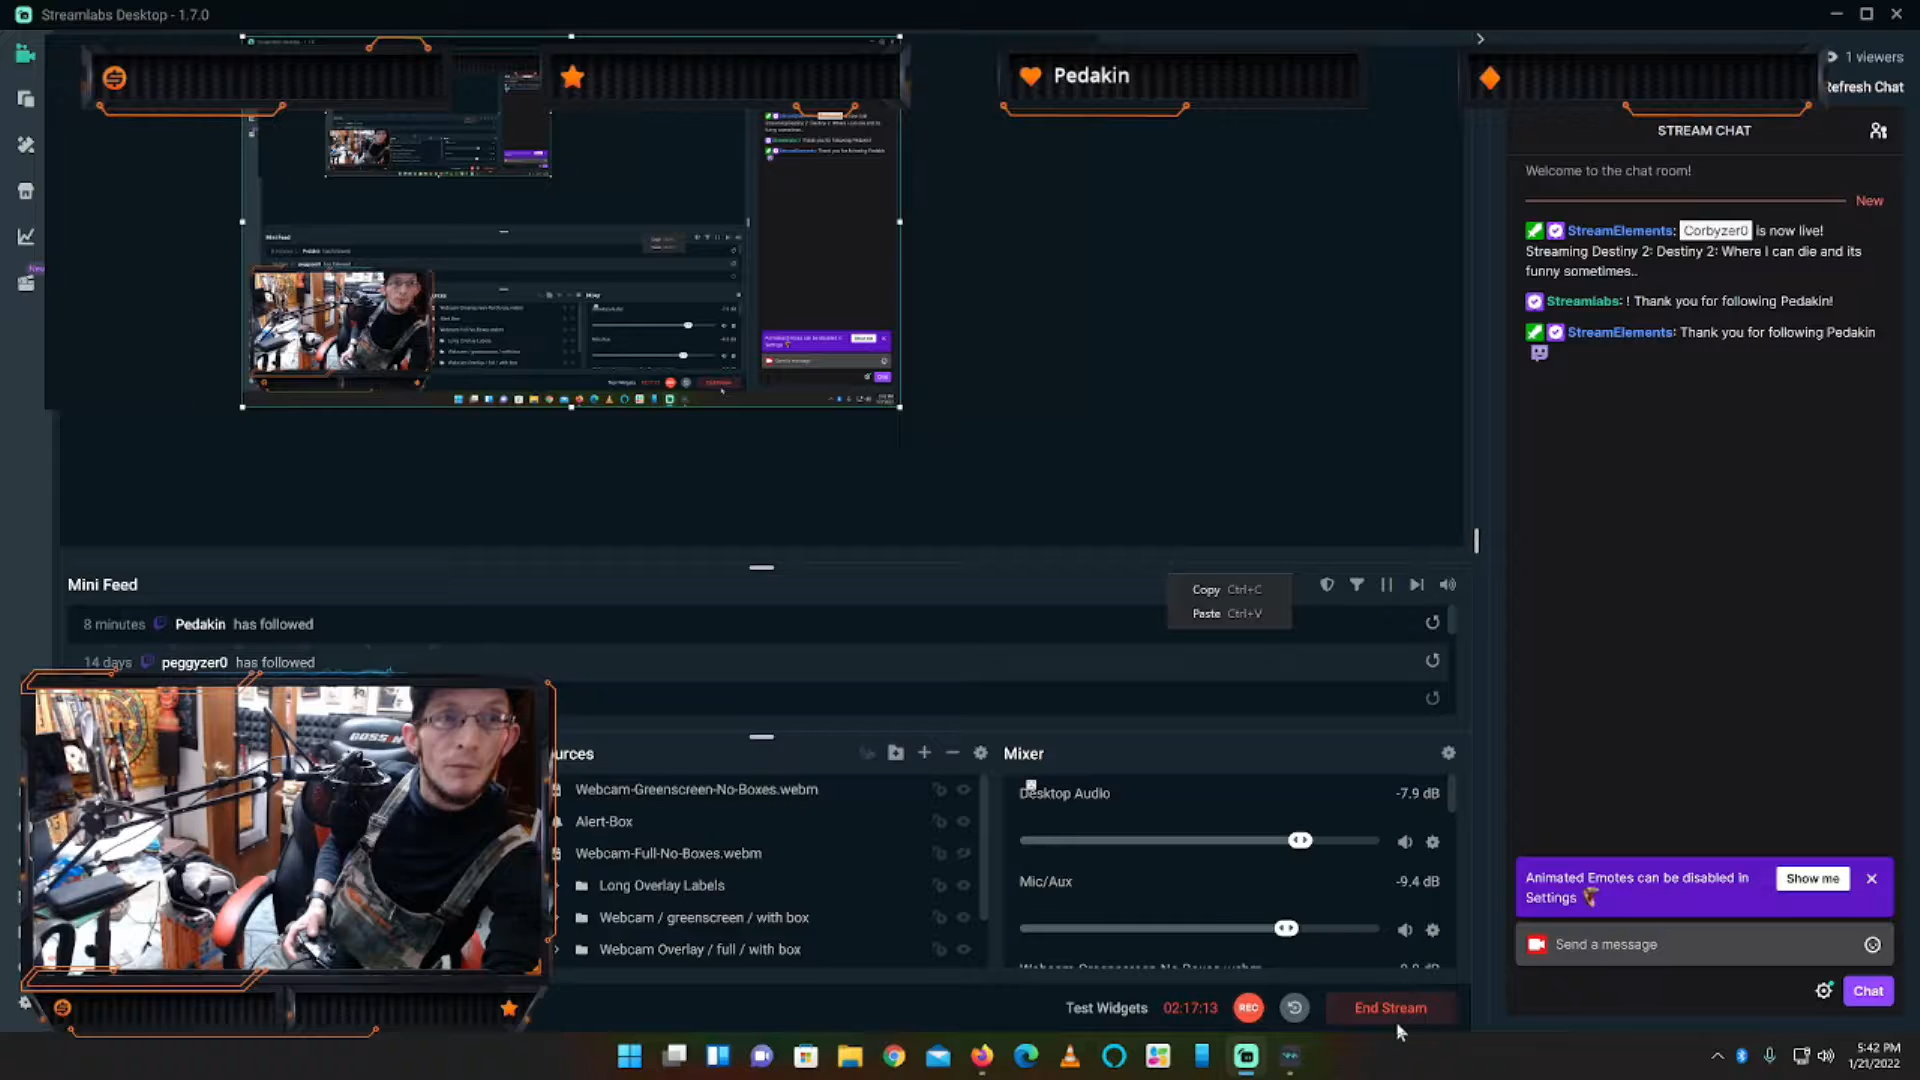 Streamlabs Desktop - 1.7.0
Pedakin
1 viewers
Refresh Chat
STREAM CHAT
Welcome to the chat room!
New
StreamElements: Corbyzer0 is now live!
Streaming Destiny 2: Destiny 2: Where I can die and its
funny sometimes..
Streamlabs: ! Thank you for following Pedakin!
StreamElements: Thank you for following Pedakin
New
Mini Feed
Copy Ctrl+C
Paste Ctrl+V
8 minutes Pedakin has followed
14 days peggyzer0 has followed
urces
Mixer
Webcam-Greenscreen-No-Boxes.webm
Alert-Box
Webcam-Full-No-Boxes.webm
Long Overlay Labels
Webcam / greenscreen / with box
Webcam Overlay / full / with box
Desktop Audio -7.9 dB
Mic/Aux -9.4 dB
GOSSIN
Animated Emotes can be disabled in
Settings
Show me
Send a message
Chat
Test Widgets 02:17:13 REC End Stream
5:42 PM
1/21/2022